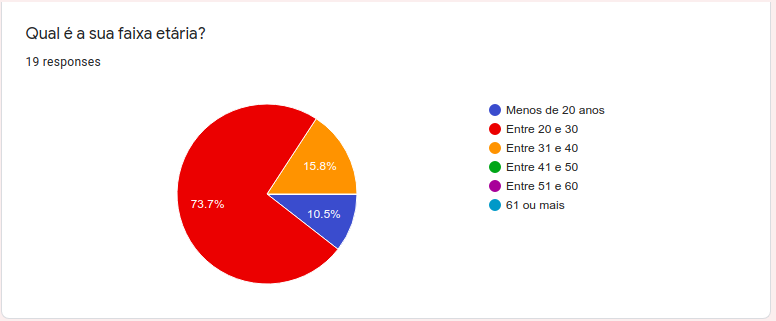 Qual é a sua faixa etária?
19 responses
15.8%
73.7%
10.5%
Menos de 20 anos
Entre 20 e 30
Entre 31 e 40
Entre 41 e 50
Entre 51 e 60
61 ou mais